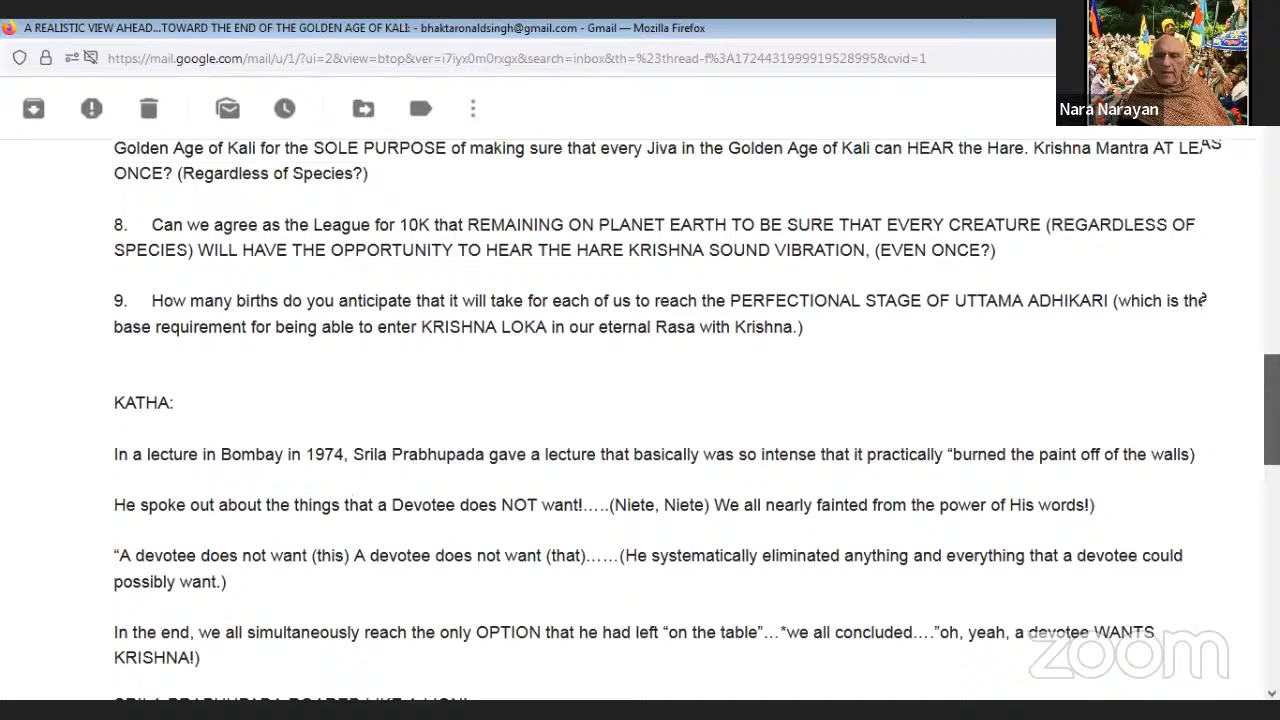 A REALISTIC VIEW AHEAD...TOWARD THE END OF THE GOLDEN AGE OF KALI: - bhaktaronaldsingh@gmail.com - Gmail — Mozilla Firefox
https://mail.google.com/mail/u/1/?ui=2&view=btop&ver=i7iyxtm0rxgx&search=inbox&th=%23thread-f%3A1724431999919528995&cvid=1
Nara Narayan
Golden Age of Kali for the SOLE PURPOSE of making sure that every Jiva in the Golden Age of Kali can HEAR the Hare. Krishna Mantra AT LEAS
ONCE? (Regardless of Species?)
8. Can we agree as the League for 10K that REMAINING ON PLANET EARTH TO BE SURE THAT EVERY CREATURE (REGARDLESS OF
SPECIES) WILL HAVE THE OPPORTUNITY TO HEAR THE HARE KRISHNA SOUND VIBRATION, (EVEN ONCE?)
9. How many births do you anticipate that it will take for each of us to reach the PERFECTIONAL STAGE OF UTTAMA ADHIKARI (which is the
base requirement for being able to enter KRISHNA LOKA in our eternal Rasa with Krishna.)
KATHA:
In a lecture in Bombay in 1974, Srila Prabhupada gave a lecture that basically was so intense that it practically “burned the paint off of the walls)
He spoke out about the things that a Devotee does NOT want!.….(Niete, Niete) We all nearly fainted from the power of His words!)
“A devotee does not want (this) A devotee does not want (that)……(He systematically eliminated anything and everything that a devotee could
possibly want.)
In the end, we all simultaneously reach the only OPTION that he had left “on the table”…*we all concluded….”oh, yeah, a devotee WANTS
KRISHNA!)
zoom
SRILA PRABHUPADA ROARED LIKE A LION!